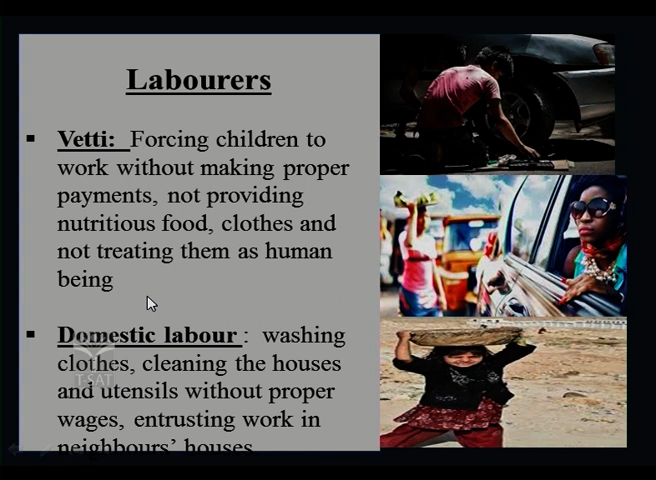 Labourers
▪ Vetti: Forcing children to
work without making proper
payments, not providing
nutritious food, clothes and
not treating them as human
being
▪ Domestic labour : washing
clothes, cleaning the houses
and utensils without proper
wages, entrusting work in
neighbours’ houses
T-SAT